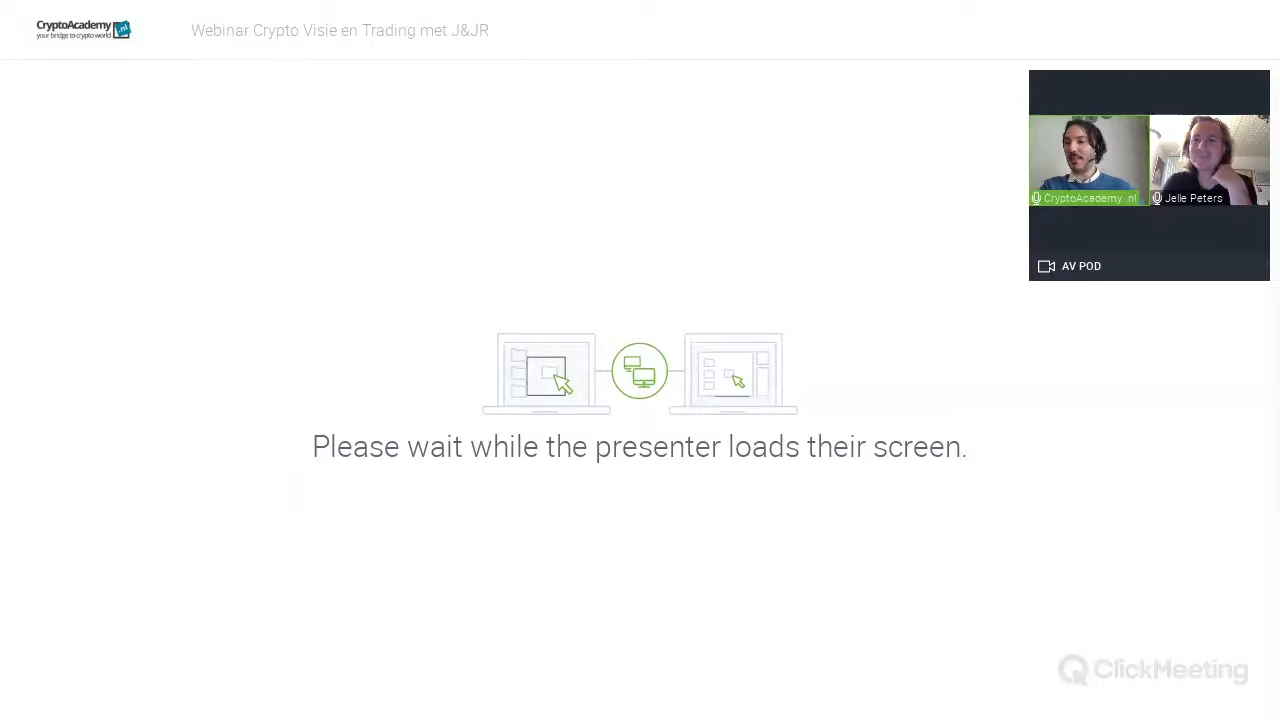 CryptoAcademy .nl
your bridge to crypto world
Webinar Crypto Visie en Trading met J&JR
CryptoAcademy .nl
Jelle Peters
AV POD
Please wait while the presenter loads their screen.
ClickMeeting